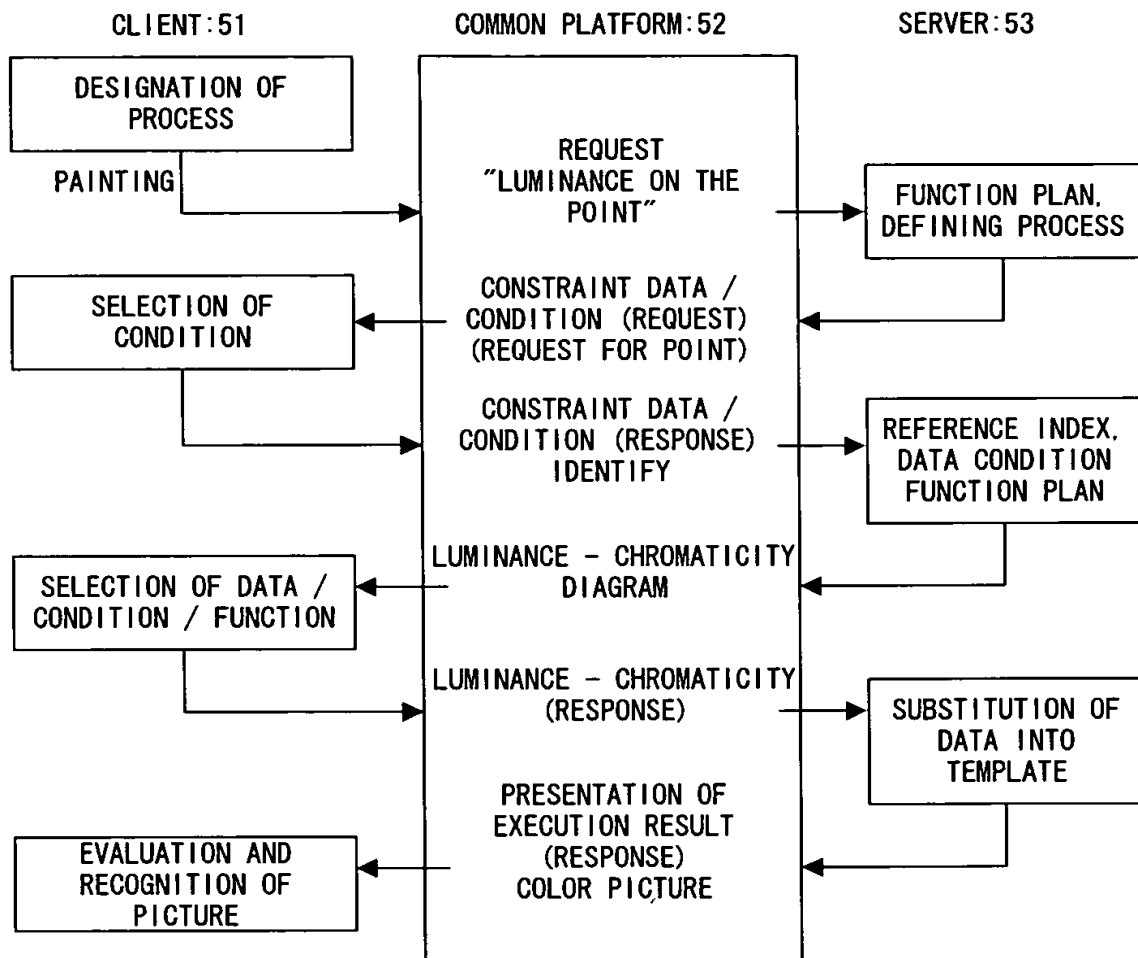 CLIENT:51
COMMON PLATFORM:52
SERVER:53
DESIGNATION OF
PROCESS
PAINTING
REQUEST
"LUMINANCE ON THE
POINT"
FUNCTION PLAN,
DEFINING PROCESS
SELECTION OF
CONDITION
CONSTRAINT DATA /
CONDITION (REQUEST)
(REQUEST FOR POINT)
CONSTRAINT DATA /
CONDITION (RESPONSE)
IDENTIFY
REFERENCE INDEX,
DATA CONDITION
FUNCTION PLAN
SELECTION OF DATA /
CONDITION / FUNCTION
LUMINANCE - CHROMATICITY
DIAGRAM
LUMINANCE - CHROMATICITY
(RESPONSE)
SUBSTITUTION OF
DATA INTO
TEMPLATE
PRESENTATION OF
EXECUTION RESULT
(RESPONSE)
COLOR PICTURE
EVALUATION AND
RECOGNITION OF
PICTURE